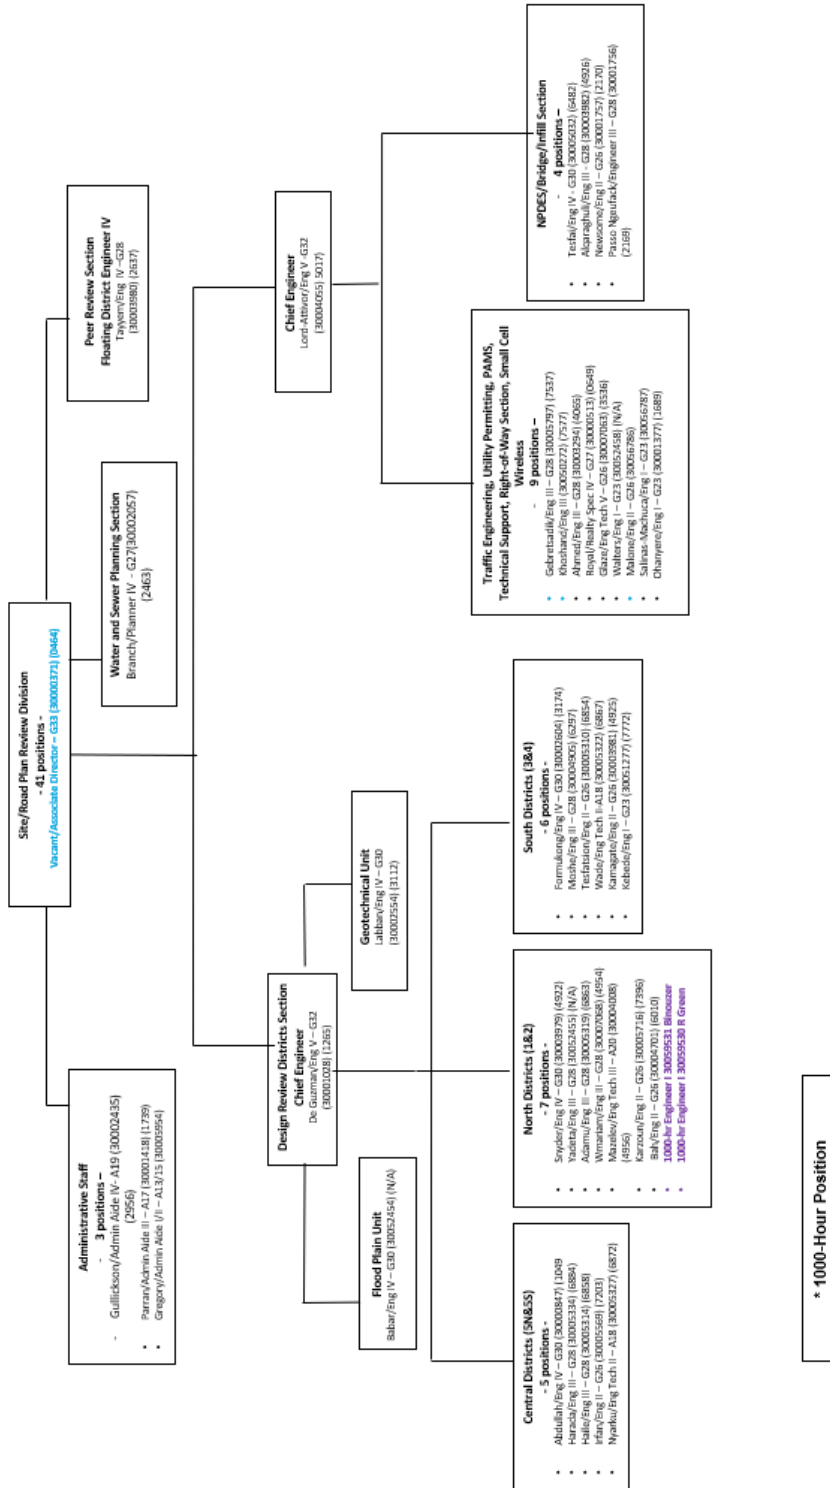 Site/Road Plan Review Division
- 41 positions -
Vacant/Associate Director – G33 (30000371) (0464)
Administrative Staff
- 3 positions –
- Gullickson/Admin Aide IV- A19 (30002435)
(2956)
• Parran/Admin Aide III – A17 (30001418) (1739)
• Gregory/Admin Aide I/II – A13/15 (30005954)
Water and Sewer Planning Section
Branch/Planner IV - G27(30002057)
(2463)
Peer Review Section
Floating District Engineer IV
Tayyem/Eng IV –G28
(30003980) (2637)
Design Review Districts Section
Chief Engineer
De Guzman/Eng V – G32
(30001028) (1265)
Chief Engineer
Lord-Attivor/Eng V -G32
(30004055) 5017)
Flood Plain Unit
Babar/Eng IV – G30 (30052454) (N/A)
Geotechnical Unit
Labban/Eng IV – G30
(30002554) (3112)
Central Districts (5N&5S)
- 5 positions -
• Abdullah/Eng IV – G30 (30000847) (1049
• Harada/Eng III – G28 (30005334) (6884)
• Haile/Eng III – G28 (30005314) (6858)
• Irfan/Eng II – G26 (30005569) (7203)
• Nyarku/Eng Tech II – A18 (30005327) (6872)
North Districts (1&2)
- 7 positions -
• Snyder/Eng IV – G30 (30003979) (4922)
• Yadeta/Eng III – G28 (30052455) (N/A)
• Adamu/Eng III – G28 (30005319) (6863)
• Wmariam/Eng III – G28 (30007068) (4954)
• Mazelev/Eng Tech III – A20 (30004008)
(4956)
• Karzoun/Eng II – G26 (30005716) (7396)
• Bah/Eng II – G26 (30004701) (6010)
• 1000-hr Engineer I 30059531 Binouzer
• 1000-hr Engineer I 30059530 R Green
South Districts (3&4)
- 6 positions -
• Formukong/Eng IV – G30 (30002604) (3174)
• Moshe/Eng III – G28 (30004905) (6297)
• Tesfatsion/Eng II – G26 (30005310) (6854)
• Wade/Eng Tech II-A18 (30005322) (6867)
• Kamagate/Eng II – G26 (30003981) (4925)
• Kebede/Eng I – G23 (30051277) (7772)
Traffic Engineering, Utility Permitting, PAMS,
Technical Support, Right-of-Way Section, Small Cell
Wireless
- 9 positions –
• Gebretsadik/Eng III – G28 (30005797) (7537)
• Khoshand/Eng III (30050272) (7577)
• Ahmed/Eng III – G28 (30003294) (4065)
• Royal/Realty Spec IV – G27 (30000513) (0649)
• Glaze/Eng Tech V – G26 (30007063) (3536)
• Walters/Eng I – G23 (30052458) (N/A)
• Malone/Eng II – G26 (30056786)
• Salinas-Machuca/Eng I – G23 (30056787)
• Dhanyere/Eng I – G23 (30001377) (1689)
NPDES/Bridge/Infill Section
- 4 positions –
• Tesfai/Eng IV - G30 (30005032) (6482)
• Alqaraghuli/Eng III - G28 (30003982) (4926)
• Newsome/Eng II – G26 (30001757) (2170)
• Passo Ngeufack/Engineer III – G28 (30001756)
(2169)
* 1000-Hour Position